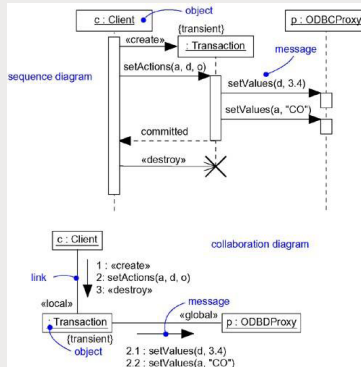 object
c : Client
p : ODBCProxy
{transient}
«create»
: Transaction
message
sequence diagram
setActions(a, d, o)
setValues(d, 3.4)
setValues(a, "CO")
committed
«destroy»
c : Client
collaboration diagram
link
1 : «create»
2: setActions(a, d, o)
3: «destroy»
message
«local»
«global»
: Transaction
p : ODBDProxy
{transient}
object
2.1 : setValues(d, 3.4)
2.2 : setValues(a, "CO")